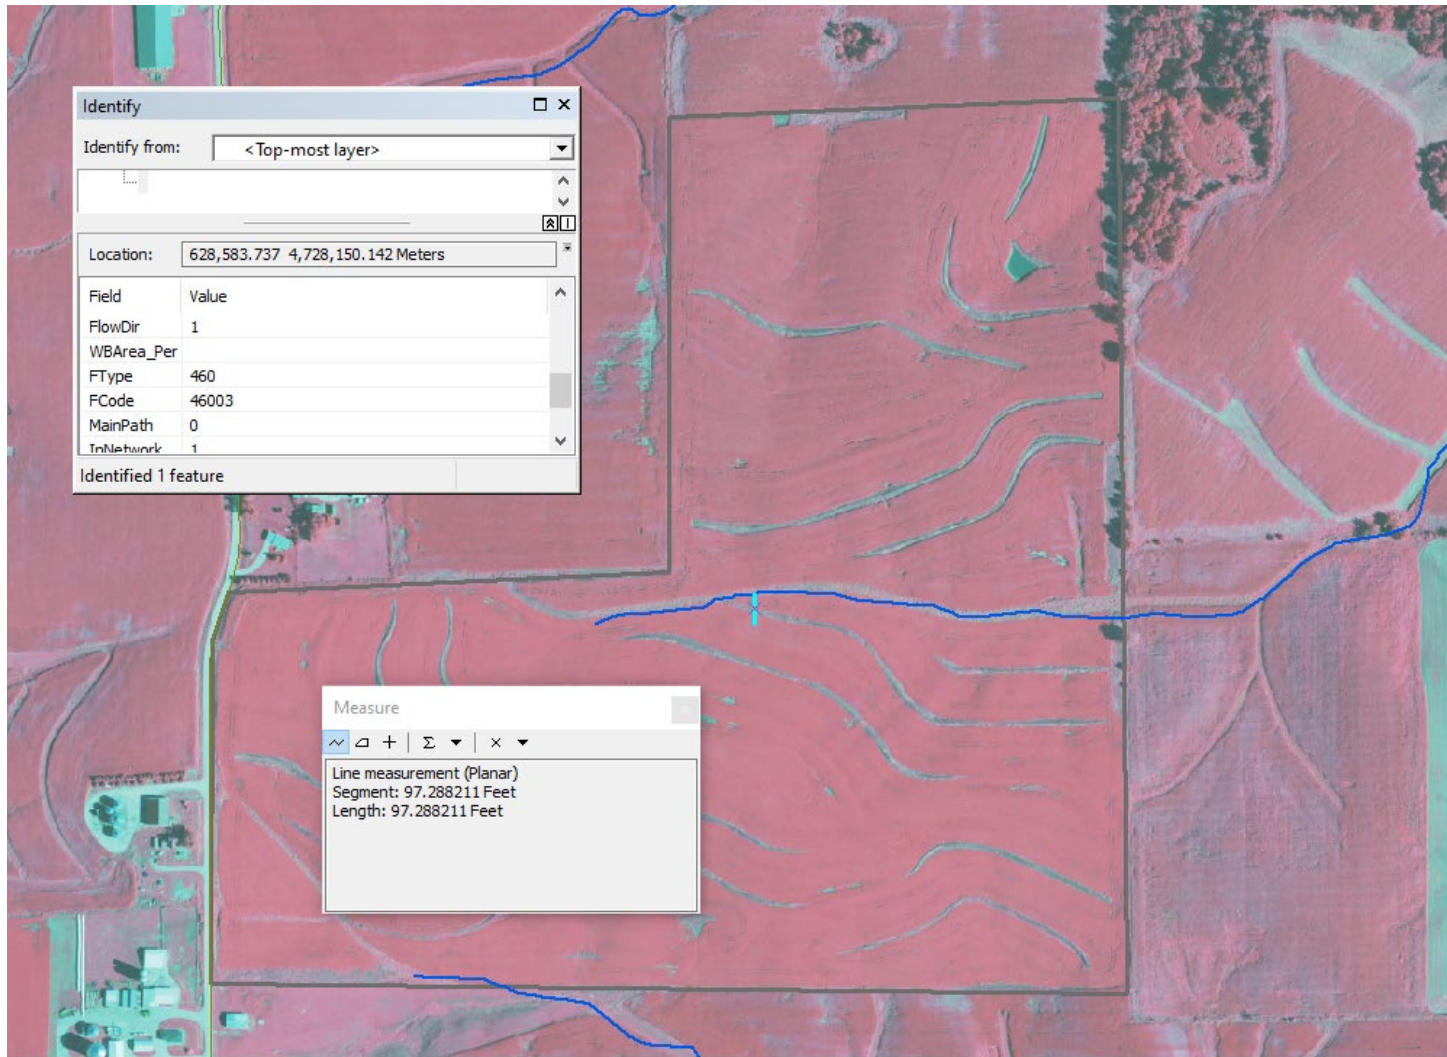 Identify
Identify from: <Top-most layer>
Location: 628,583.737 4,728,150.142 Meters
Field Value
FlowDir 1
WBArea_Per
FType 460
FCode 46003
MainPath 0
InNetwork 1
Identified 1 feature
Measure
Line measurement (Planar)
Segment: 97.288211 Feet
Length: 97.288211 Feet